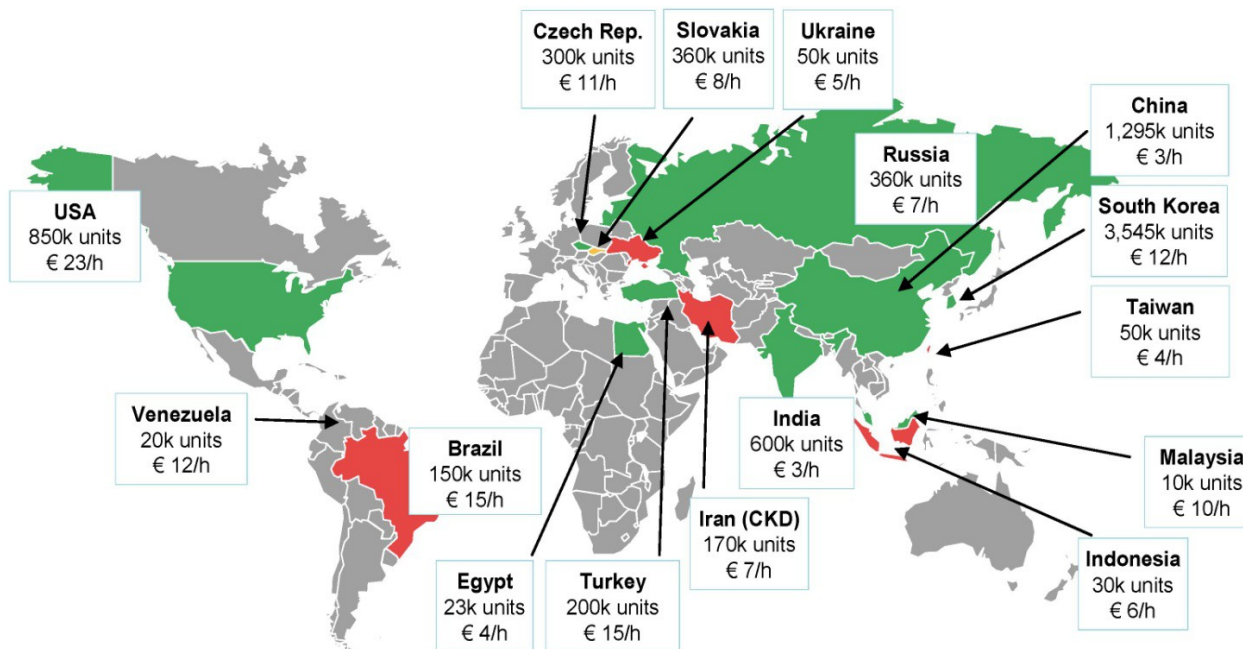 Czech Rep.
300k units
€ 11/h
Slovakia
360k units
€ 8/h
Ukraine
50k units
€ 5/h
China
1,295k units
€ 3/h
Russia
360k units
€ 7/h
USA
850k units
€ 23/h
South Korea
3,545k units
€ 12/h
Taiwan
50k units
€ 4/h
Venezuela
20k units
€ 12/h
Brazil
150k units
€ 15/h
India
600k units
€ 3/h
Malaysia
10k units
€ 10/h
Iran (CKD)
170k units
€ 7/h
Indonesia
30k units
€ 6/h
Egypt
23k units
€ 4/h
Turkey
200k units
€ 15/h